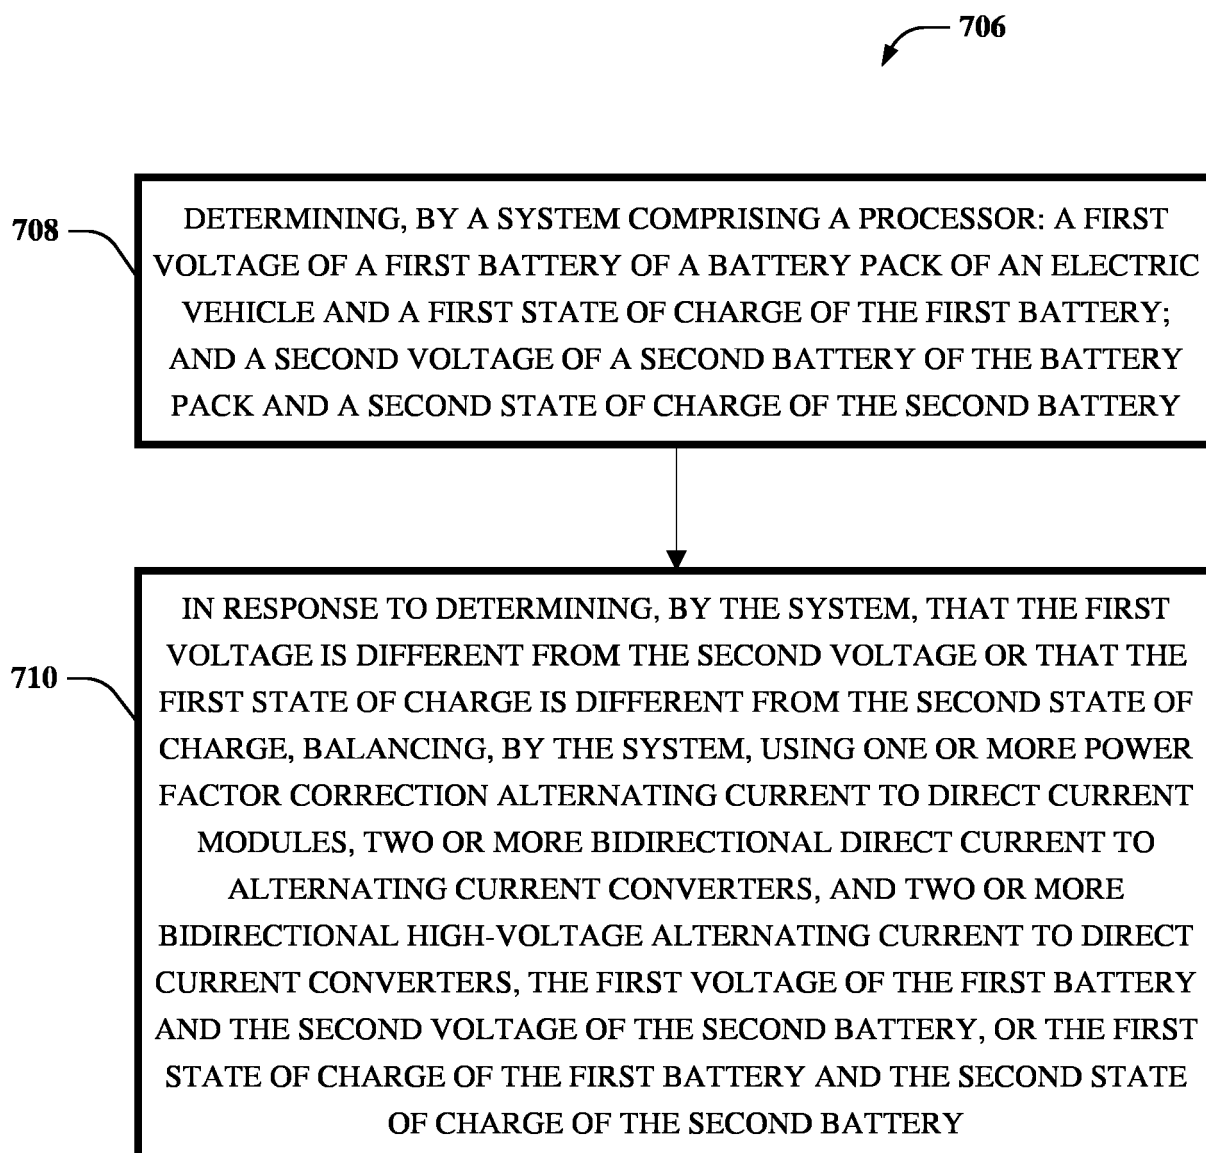 706
708
DETERMINING, BY A SYSTEM COMPRISING A PROCESSOR: A FIRST
VOLTAGE OF A FIRST BATTERY OF A BATTERY PACK OF AN ELECTRIC
VEHICLE AND A FIRST STATE OF CHARGE OF THE FIRST BATTERY;
AND A SECOND VOLTAGE OF A SECOND BATTERY OF THE BATTERY
PACK AND A SECOND STATE OF CHARGE OF THE SECOND BATTERY
710
IN RESPONSE TO DETERMINING, BY THE SYSTEM, THAT THE FIRST
VOLTAGE IS DIFFERENT FROM THE SECOND VOLTAGE OR THAT THE
FIRST STATE OF CHARGE IS DIFFERENT FROM THE SECOND STATE OF
CHARGE, BALANCING, BY THE SYSTEM, USING ONE OR MORE POWER
FACTOR CORRECTION ALTERNATING CURRENT TO DIRECT CURRENT
MODULES, TWO OR MORE BIDIRECTIONAL DIRECT CURRENT TO
ALTERNATING CURRENT CONVERTERS, AND TWO OR MORE
BIDIRECTIONAL HIGH-VOLTAGE ALTERNATING CURRENT TO DIRECT
CURRENT CONVERTERS, THE FIRST VOLTAGE OF THE FIRST BATTERY
AND THE SECOND VOLTAGE OF THE SECOND BATTERY, OR THE FIRST
STATE OF CHARGE OF THE FIRST BATTERY AND THE SECOND STATE
OF CHARGE OF THE SECOND BATTERY